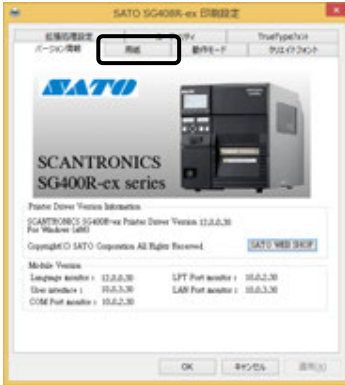 SATO SG408R-ex 印刷設定
拡張処理設定
TrueTypeフォント
バージョン情報
用紙
動作モード
クリエイトフォント
SATO
SCANTRONICS
SG400R-ex series
Printer Driver Version Information
SCANTRONICS SG408R-ex Printer Driver Version 12.0.0.30
For Windows (x86)
Copyright(C) SATO Corporation All Rights Reserved.
SATO WEB SHOP
Module Version
Language monitor : 12.0.0.30
LPT Port monitor : 10.0.2.30
User interface : 10.0.3.30
LAN Port monitor : 10.0.3.30
COM Port monitor : 10.0.2.30
OK
キャンセル
適用(A)